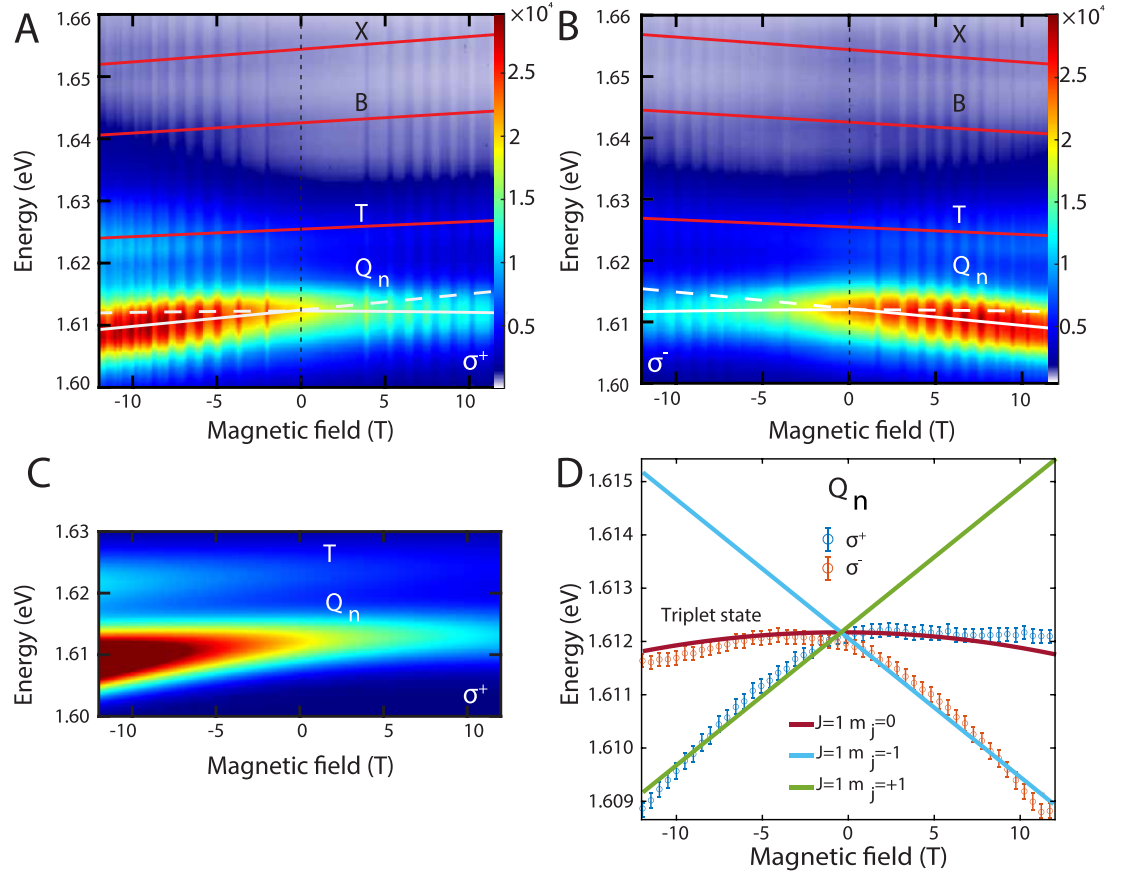 A
×10⁴
1.66
1.65
1.64
1.63
1.62
1.61
1.60
Energy (eV)
X
B
T
Q n
σ+
2.5
2
1.5
1
0.5
-10 -5 0 5 10
Magnetic field (T)
B
×10⁴
1.66
1.65
1.64
1.63
1.62
1.61
1.60
Energy (eV)
X
B
T
Q n
σ-
2.5
2
1.5
1
0.5
-10 -5 0 5 10
Magnetic field (T)
C
1.63
1.62
1.61
1.60
Energy (eV)
T
Q n
σ+
-10 -5 0 5 10
Magnetic field (T)
D
1.615
1.614
1.613
1.612
1.611
1.610
1.609
Energy (eV)
Q n
σ+
σ-
Triplet state
J=1 m j=0
J=1 m j=-1
J=1 m j=+1
-10 -5 0 5 10
Magnetic field (T)